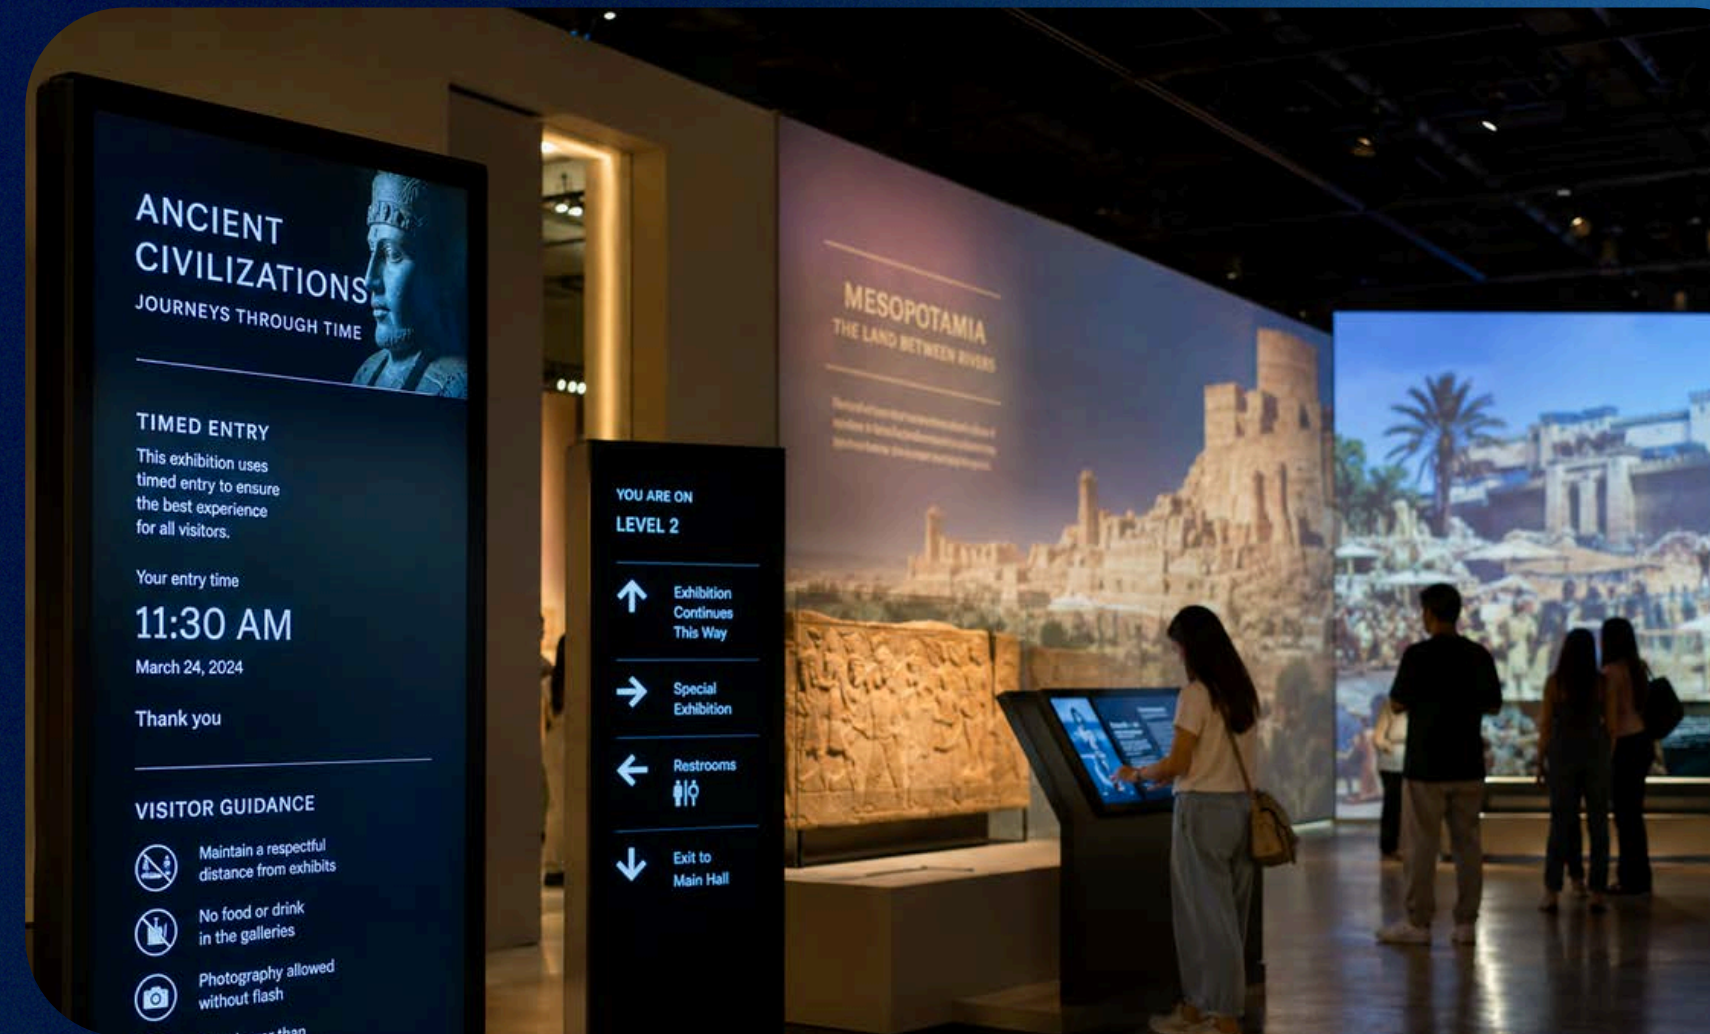 ANCIENT
CIVILIZATIONS
JOURNEYS THROUGH TIME
TIMED ENTRY
This exhibition uses
timed entry to ensure
the best experience
for all visitors.
Your entry time
11:30 AM
March 24, 2024
Thank you
VISITOR GUIDANCE
Maintain a respectful
distance from exhibits
No food or drink
in the galleries
Photography allowed
without flash
than
YOU ARE ON
LEVEL 2
Exhibition
Continues
This Way
Special
Exhibition
Restrooms
Exit to
Main Hall
MESOPOTAMIA
THE LAND BETWEEN RIVERS